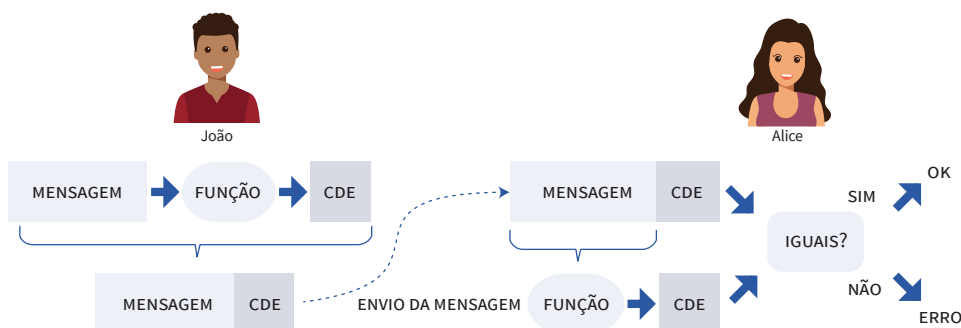 João
Alice
MENSAGEM
FUNÇÃO
CDE
MENSAGEM
CDE
MENSAGEM
CDE
ENVIO DA MENSAGEM
FUNÇÃO
CDE
IGUAIS?
SIM
OK
NÃO
ERRO